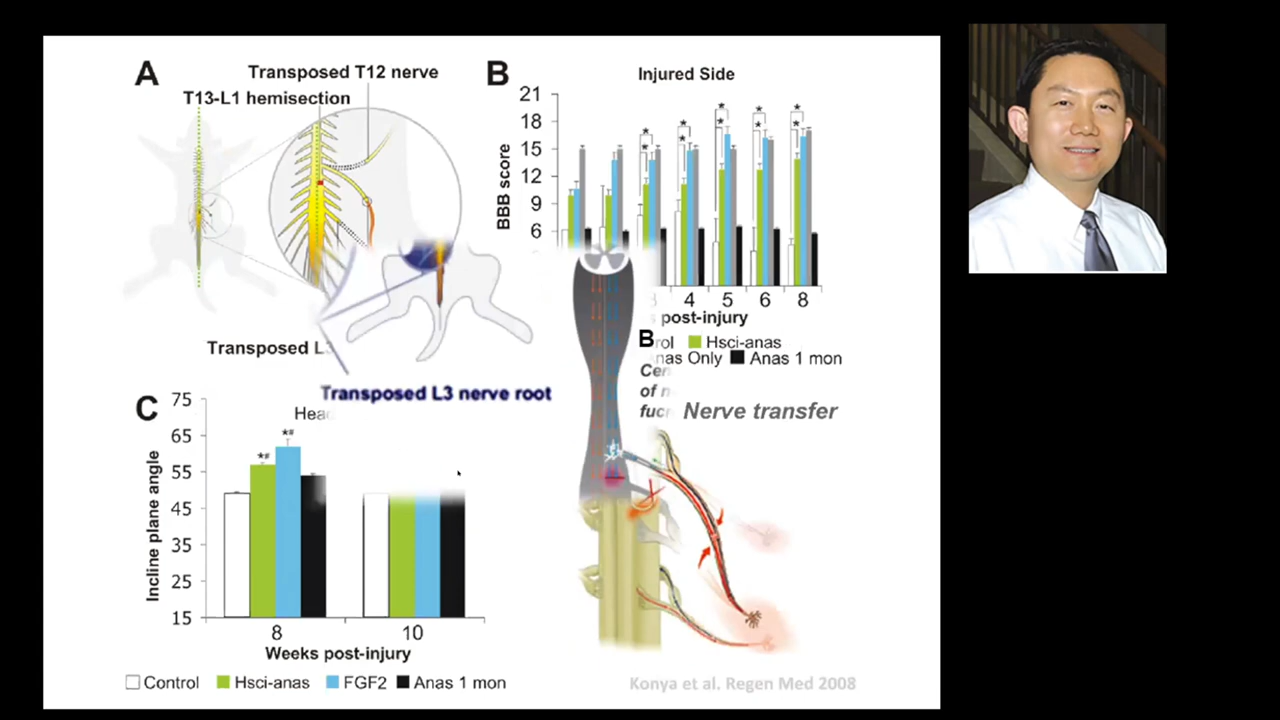 A
Transposed T12 nerve
T13-L1 hemisection
Transposed L3
Transposed L3 nerve root
B
Injured Side
BBB score
21
18
15
12
9
6
4 5 6 8
post-injury
Hsci-anas
Only Anas 1 mon
B
of
Nerve transfer
C
Incline plane angle
75
65
55
45
35
25
15
*#
*#
8 10
Weeks post-injury
Control Hsci-anas FGF2 Anas 1 mon
Konya et al. Regen Med 2008